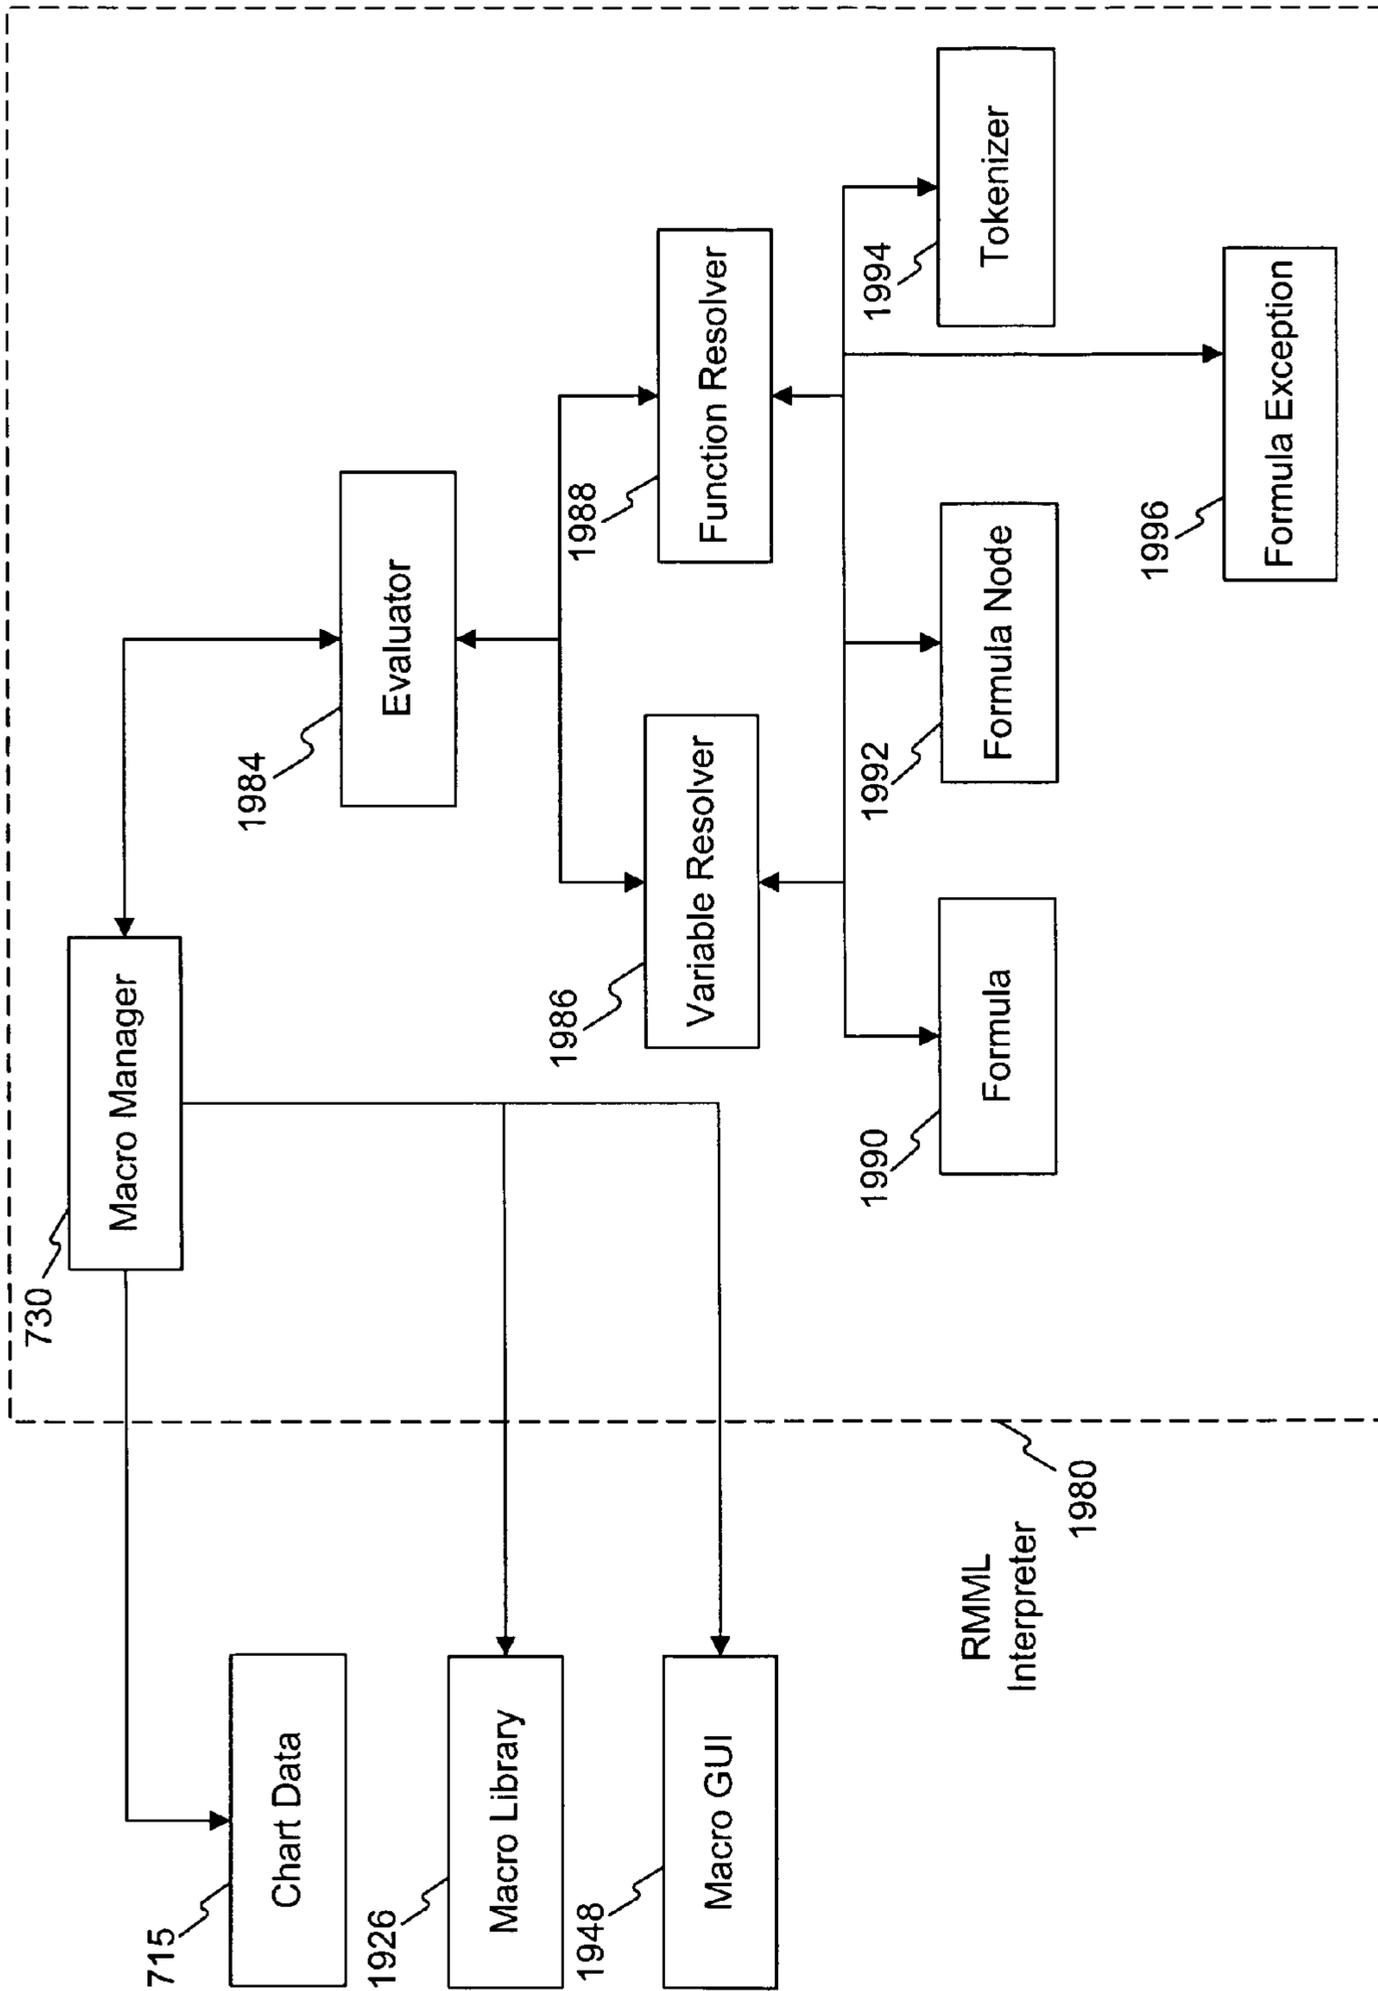 730
Macro Manager
715
Chart Data
1984
Evaluator
1926
Macro Library
1986
Variable Resolver
1988
Function Resolver
1948
Macro GUI
1990
Formula
1992
Formula Node
1994
Tokenizer
RMML
Interpreter
1980
1996
Formula Exception